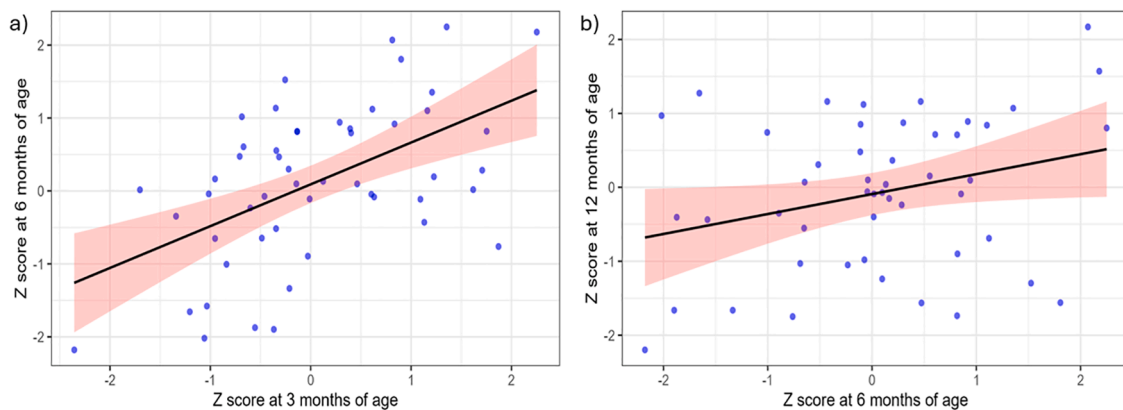 a)
Z score at 6 months of age
2
1
0
-1
-2
-2 -1 0 1 2
Z score at 3 months of age
b)
Z score at 12 months of age
2
1
0
-1
-2
-2 -1 0 1 2
Z score at 6 months of age